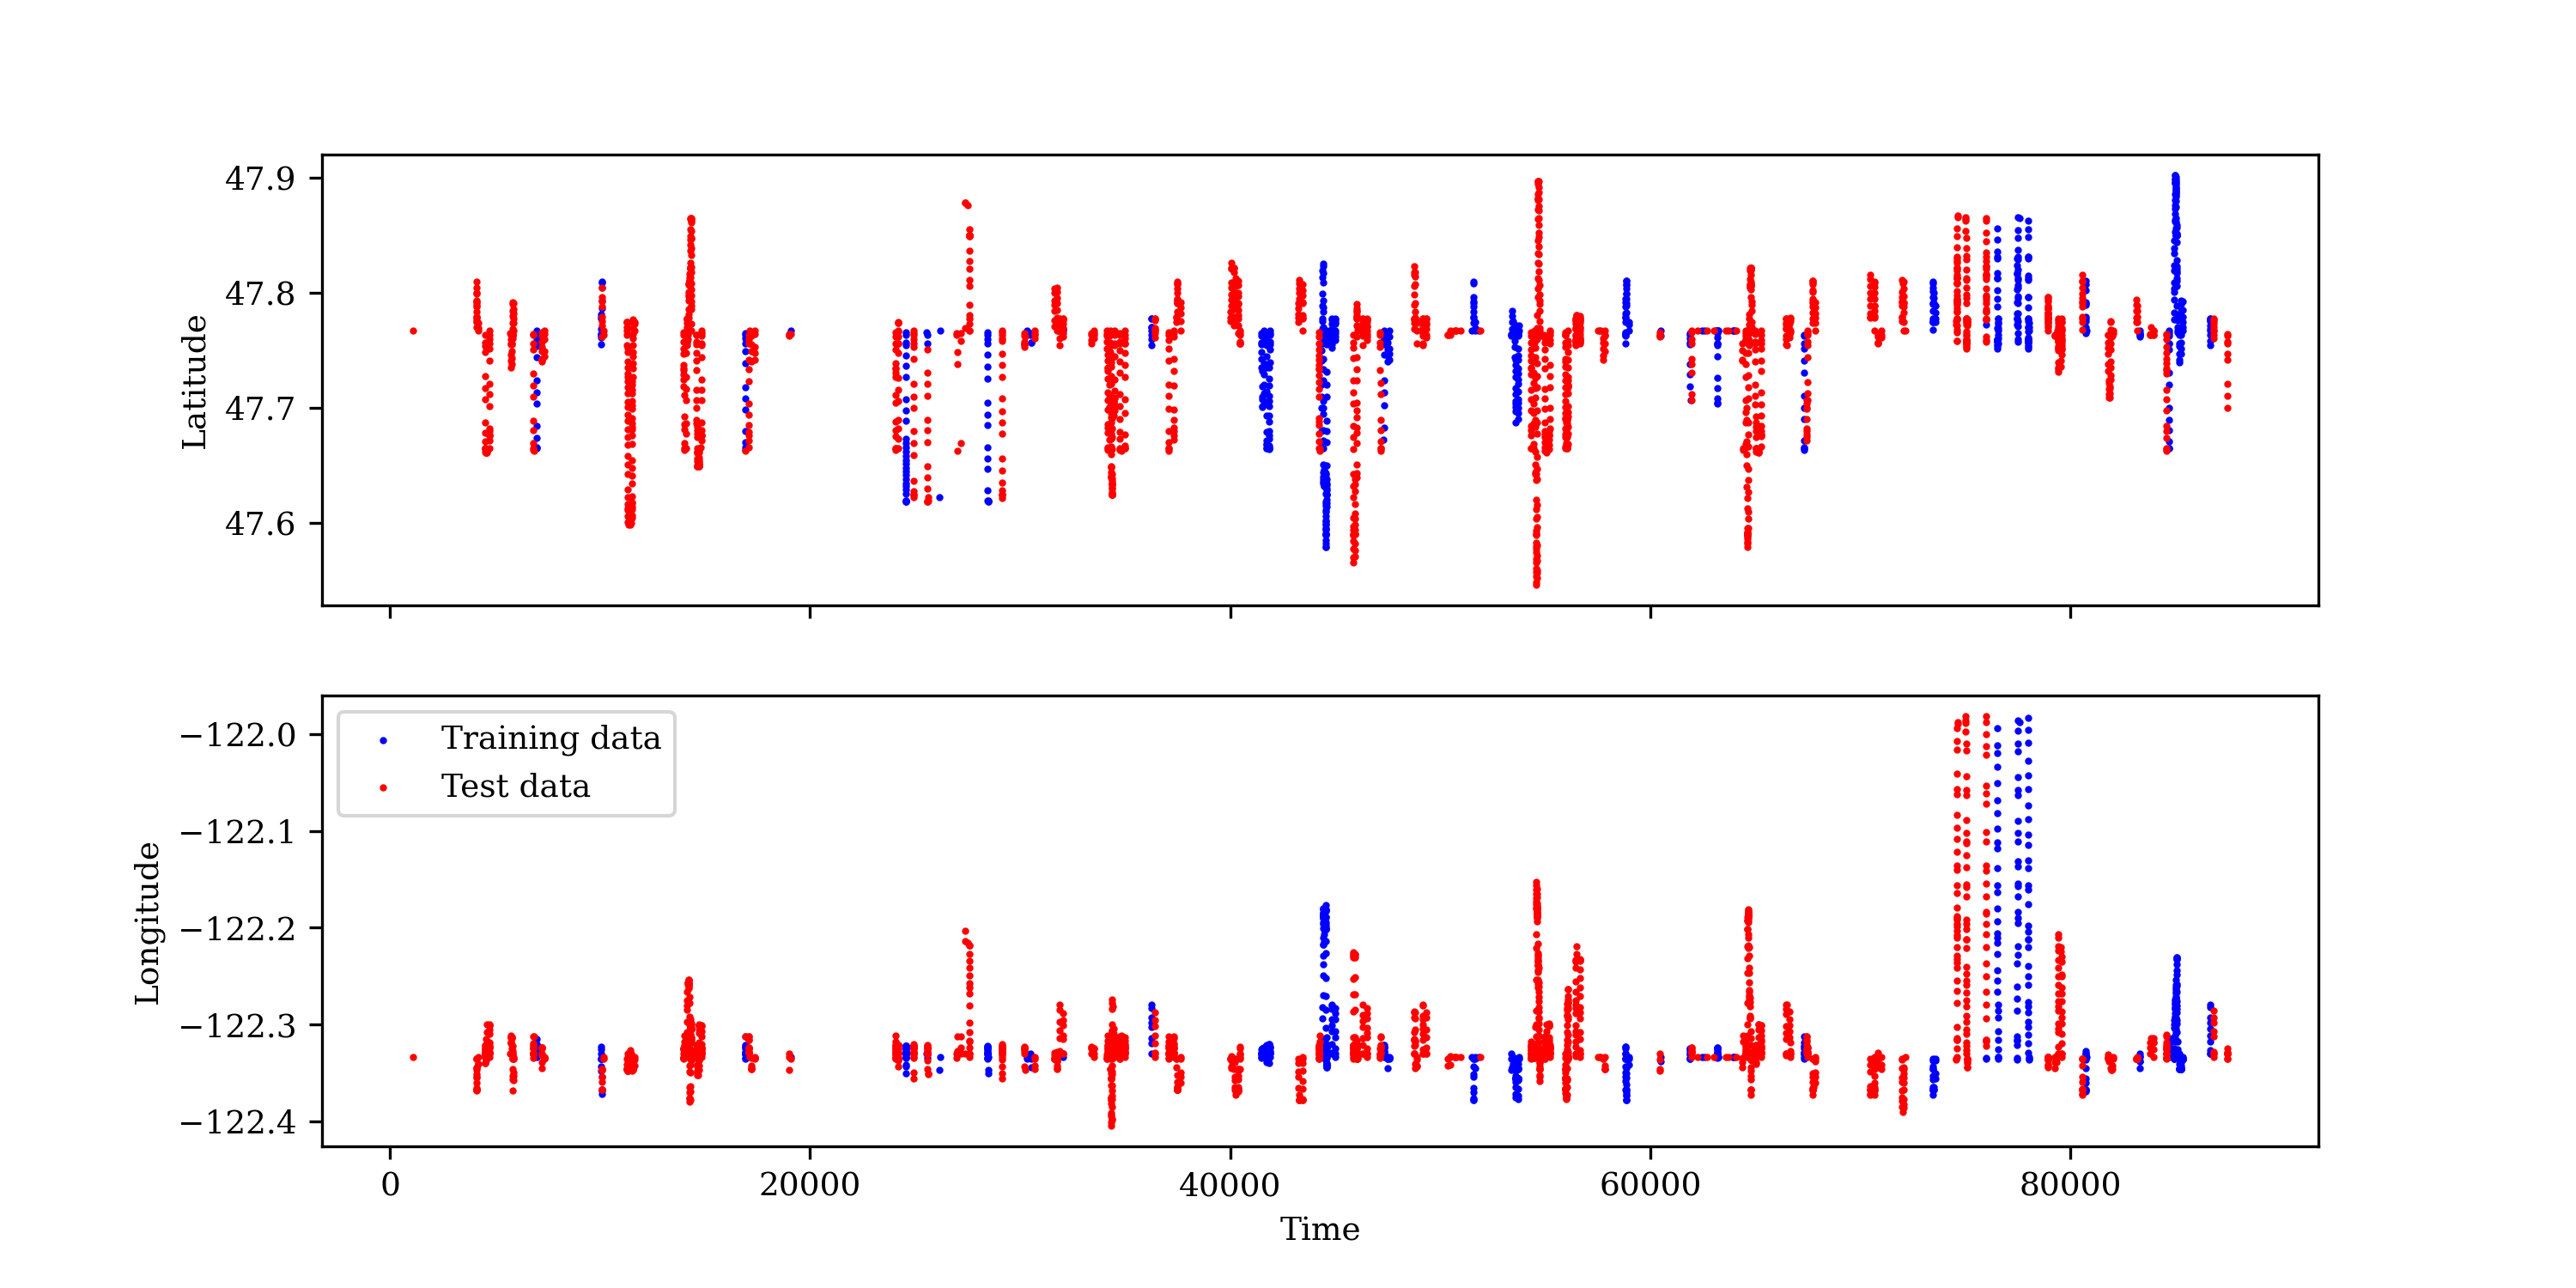 47.9
47.8
47.7
47.6
Latitude
−122.0
−122.1
−122.2
−122.3
−122.4
Longitude
Training data
Test data
0 20000 40000 60000 80000
Time